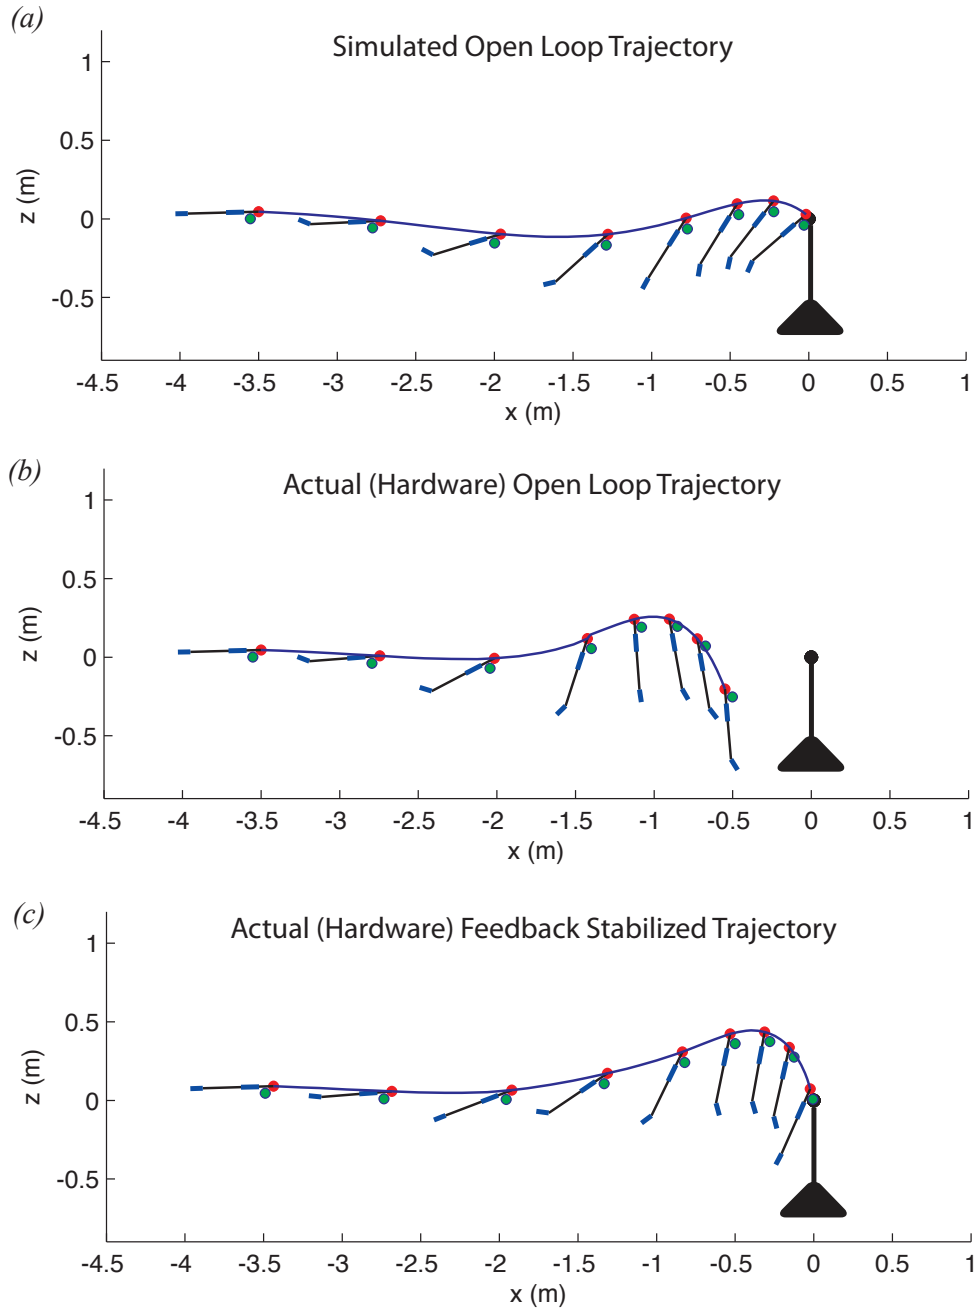 (a)
Simulated Open Loop Trajectory
1
0.5
0
-0.5
z (m)
-4.5 -4 -3.5 -3 -2.5 -2 -1.5 -1 -0.5 0 0.5 1
x (m)
(b)
Actual (Hardware) Open Loop Trajectory
1
0.5
0
-0.5
z (m)
-4.5 -4 -3.5 -3 -2.5 -2 -1.5 -1 -0.5 0 0.5 1
x (m)
(c)
Actual (Hardware) Feedback Stabilized Trajectory
1
0.5
0
-0.5
z (m)
-4.5 -4 -3.5 -3 -2.5 -2 -1.5 -1 -0.5 0 0.5 1
x (m)